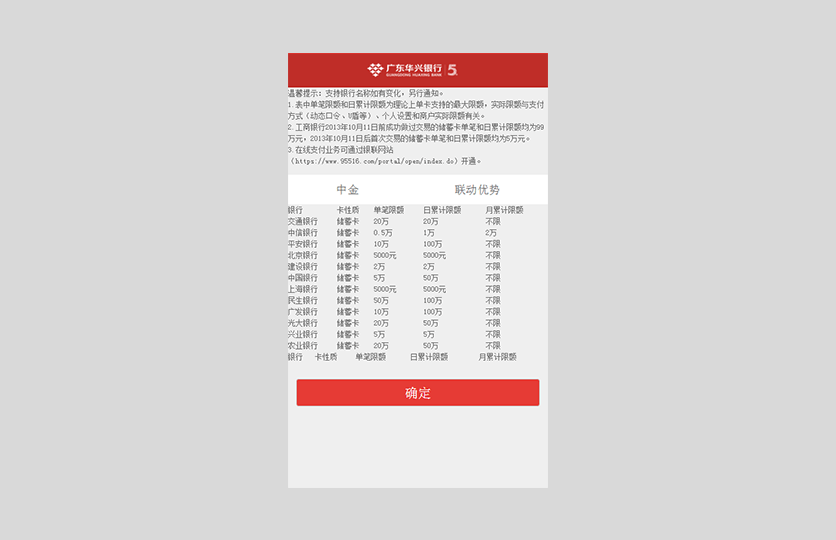 广东华兴银行 5
GUANGDONG HUAXING BANK
温馨提示：支持银行名称如有变化，另行通知。
1.表中单笔限额和日累计限额为理论上单卡支持的最大限额，实际限额与支付
方式（动态口令、U盾等）、个人设置和商户实际限额有关。
2.工商银行2013年10月11日前成功做过交易的储蓄卡单笔和日累计限额均为99
万元，2013年10月11日后首次交易的储蓄卡单笔和日累计限额均为5万元。
3.在线支付业务可通过银联网站
（https://www.95516.com/portal/open/index.do）开通。
中金 联动优势
银行 卡性质 单笔限额 日累计限额 月累计限额
交通银行 储蓄卡 20万 20万 不限
中信银行 储蓄卡 0.5万 1万 2万
平安银行 储蓄卡 10万 100万 不限
北京银行 储蓄卡 5000元 5000元 不限
建设银行 储蓄卡 2万 2万 不限
中国银行 储蓄卡 5万 50万 不限
上海银行 储蓄卡 5000元 5000元 不限
民生银行 储蓄卡 50万 100万 不限
广发银行 储蓄卡 10万 100万 不限
光大银行 储蓄卡 20万 50万 不限
兴业银行 储蓄卡 5万 5万 不限
农业银行 储蓄卡 20万 50万 不限
银行 卡性质 单笔限额 日累计限额 月累计限额
确定